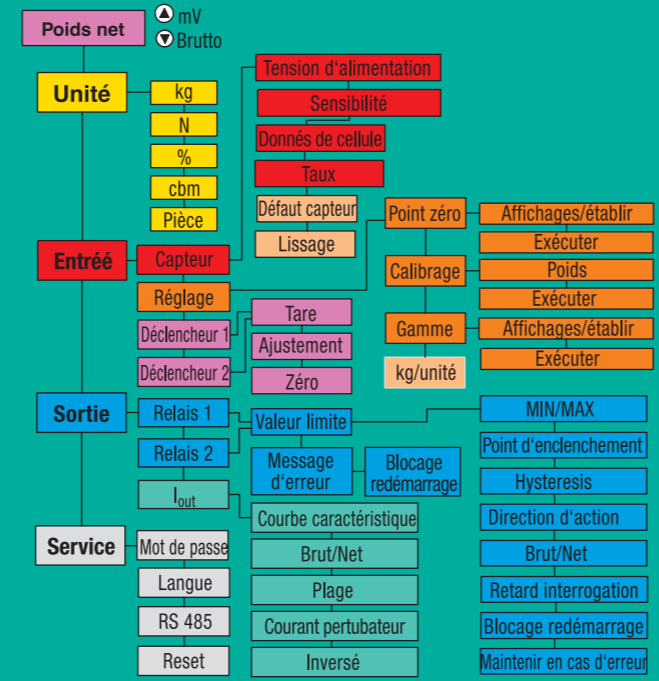 Poids net
mV
Brutto
Unité
kg
N
%
cbm
Pièce
Entréé
Capteur
Tension d'alimentation
Sensibilité
Donnés de cellule
Taux
Défaut capteur
Lissage
Réglage
Point zéro
Affichages/établir
Exécuter
Calibrage
Poids
Exécuter
Gamme
Affichages/établir
Exécuter
kg/unité
Déclencheur 1
Déclencheur 2
Tare
Ajustement
Zéro
Sortie
Relais 1
Relais 2
Valeur limite
Message
d'erreur
Blocage
redémarrage
MIN/MAX
Point d'enclenchement
Hysteresis
Direction d'action
Brut/Net
Retard interrogation
Blocage redémarrage
Maintenir en cas d'erreur
Iout
Courbe caractéristique
Brut/Net
Plage
Courant pertubateur
Inversé
Service
Mot de passe
Langue
RS 485
Reset